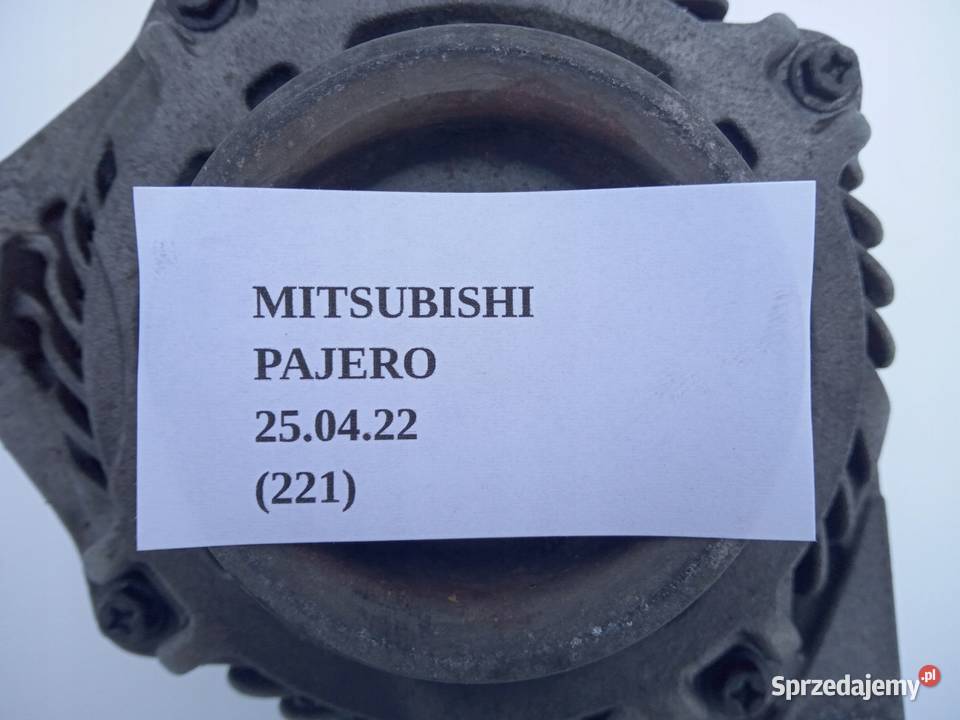 MITSUBISHI
PAJERO
25.04.22
(221)
Sprzedajemy.pl